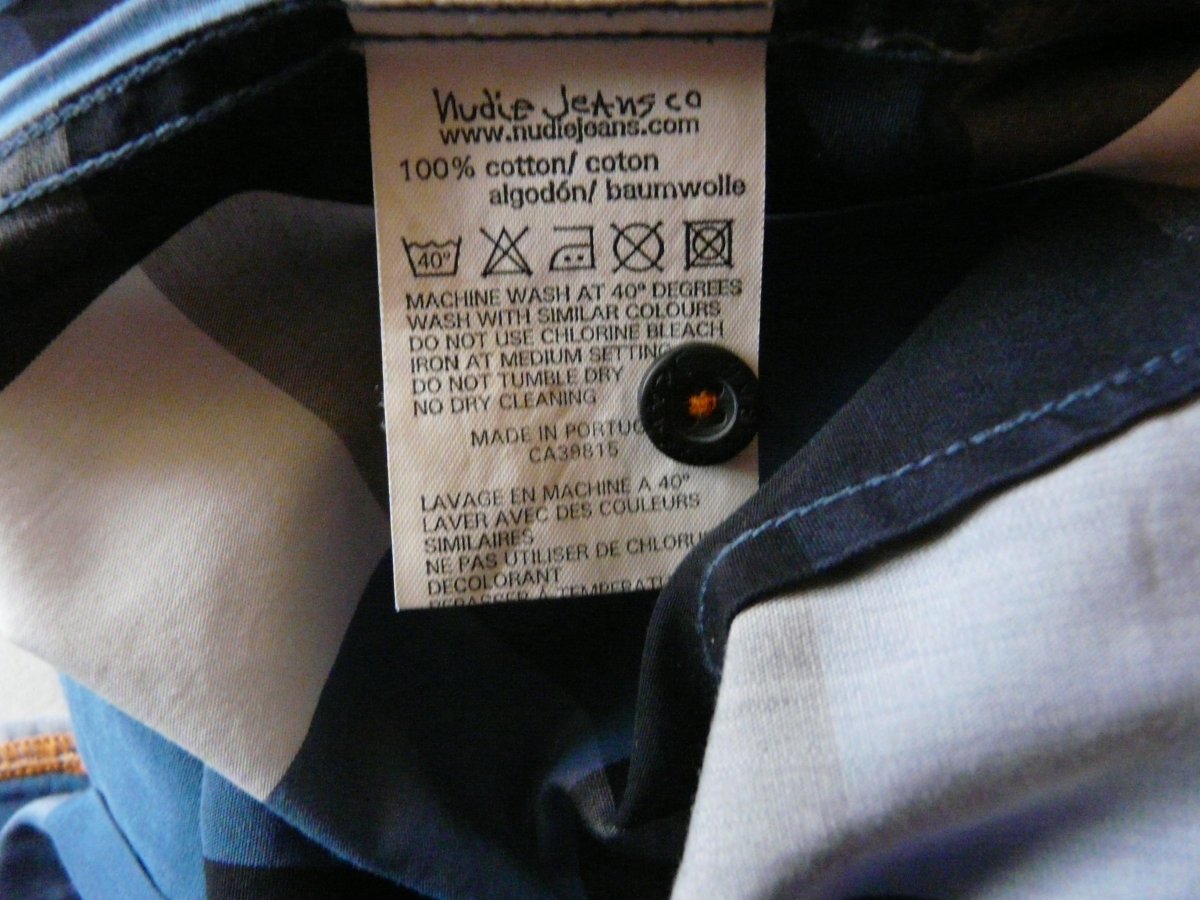 Nudie Jeans co
www.nudiejeans.com
100% cotton/ coton
algodón/ baumwolle
40°
MACHINE WASH AT 40° DEGREES
WASH WITH SIMILAR COLOURS
DO NOT USE CHLORINE BLEACH
IRON AT MEDIUM SETTING
DO NOT TUMBLE DRY
NO DRY CLEANING
MADE IN
CA39815
LAVAGE EN MACHINE A 40°
LAVER AVEC DES COULEURS
SIMILAIRES
NE PAS UTILISER DE
DECOLORANT